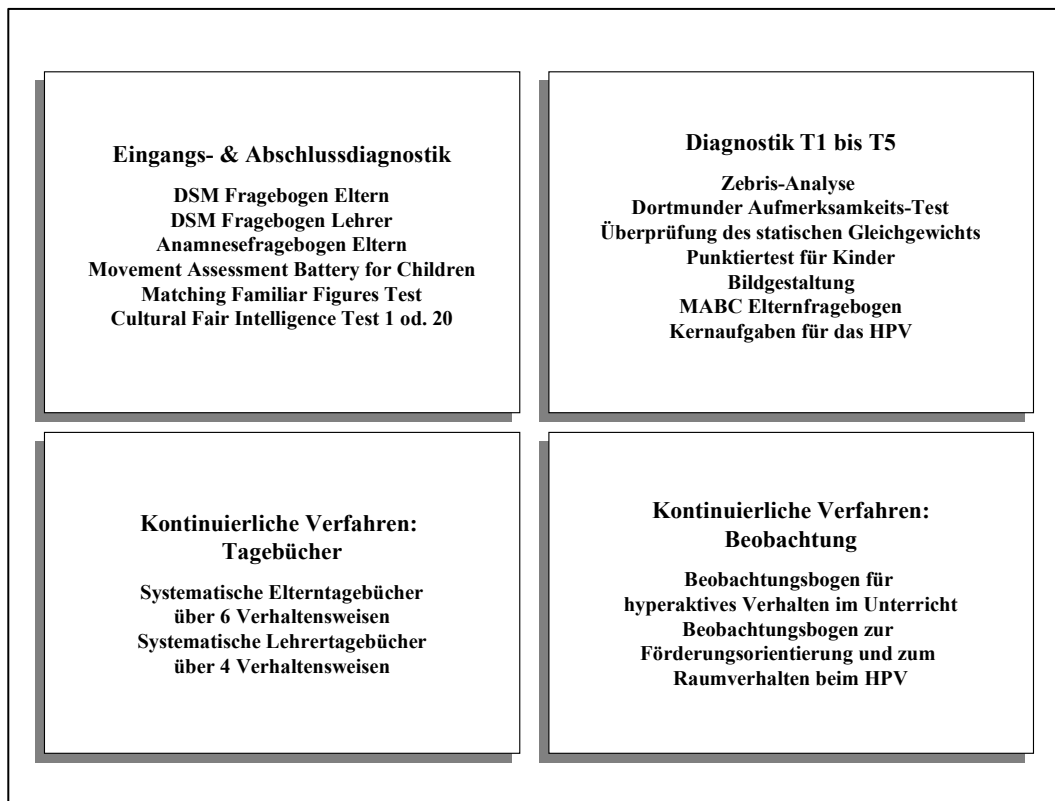 Eingangs- & Abschlussdiagnostik
DSM Fragebogen Eltern
DSM Fragebogen Lehrer
Anamnesefragebogen Eltern
Movement Assessment Battery for Children
Matching Familiar Figures Test
Cultural Fair Intelligence Test 1 od. 20
Diagnostik T1 bis T5
Zebris-Analyse
Dortmunder Aufmerksamkeits-Test
Überprüfung des statischen Gleichgewichts
Punktiertest für Kinder
Bildgestaltung
MABC Elternfragebogen
Kernaufgaben für das HPV
Kontinuierliche Verfahren:
Tagebücher
Systematische Elterntagebücher
über 6 Verhaltensweisen
Systematische Lehrertagebücher
über 4 Verhaltensweisen
Kontinuierliche Verfahren:
Beobachtung
Beobachtungsbogen für
hyperaktives Verhalten im Unterricht
Beobachtungsbogen zur
Förderungsorientierung und zum
Raumverhalten beim HPV